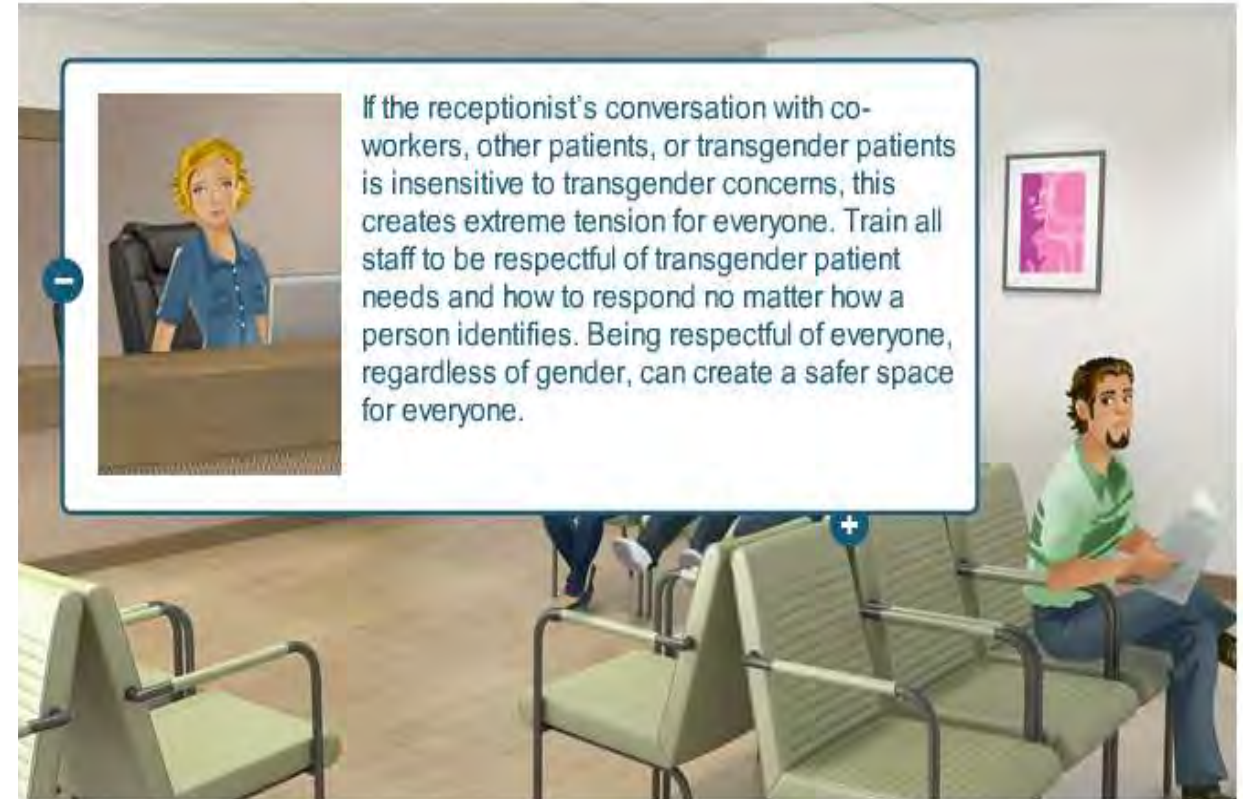 If the receptionist's conversation with co-
workers, other patients, or transgender patients
is insensitive to transgender concerns, this
creates extreme tension for everyone. Train all
staff to be respectful of transgender patient
needs and how to respond no matter how a
person identifies. Being respectful of everyone,
regardless of gender, can create a safer space
for everyone.